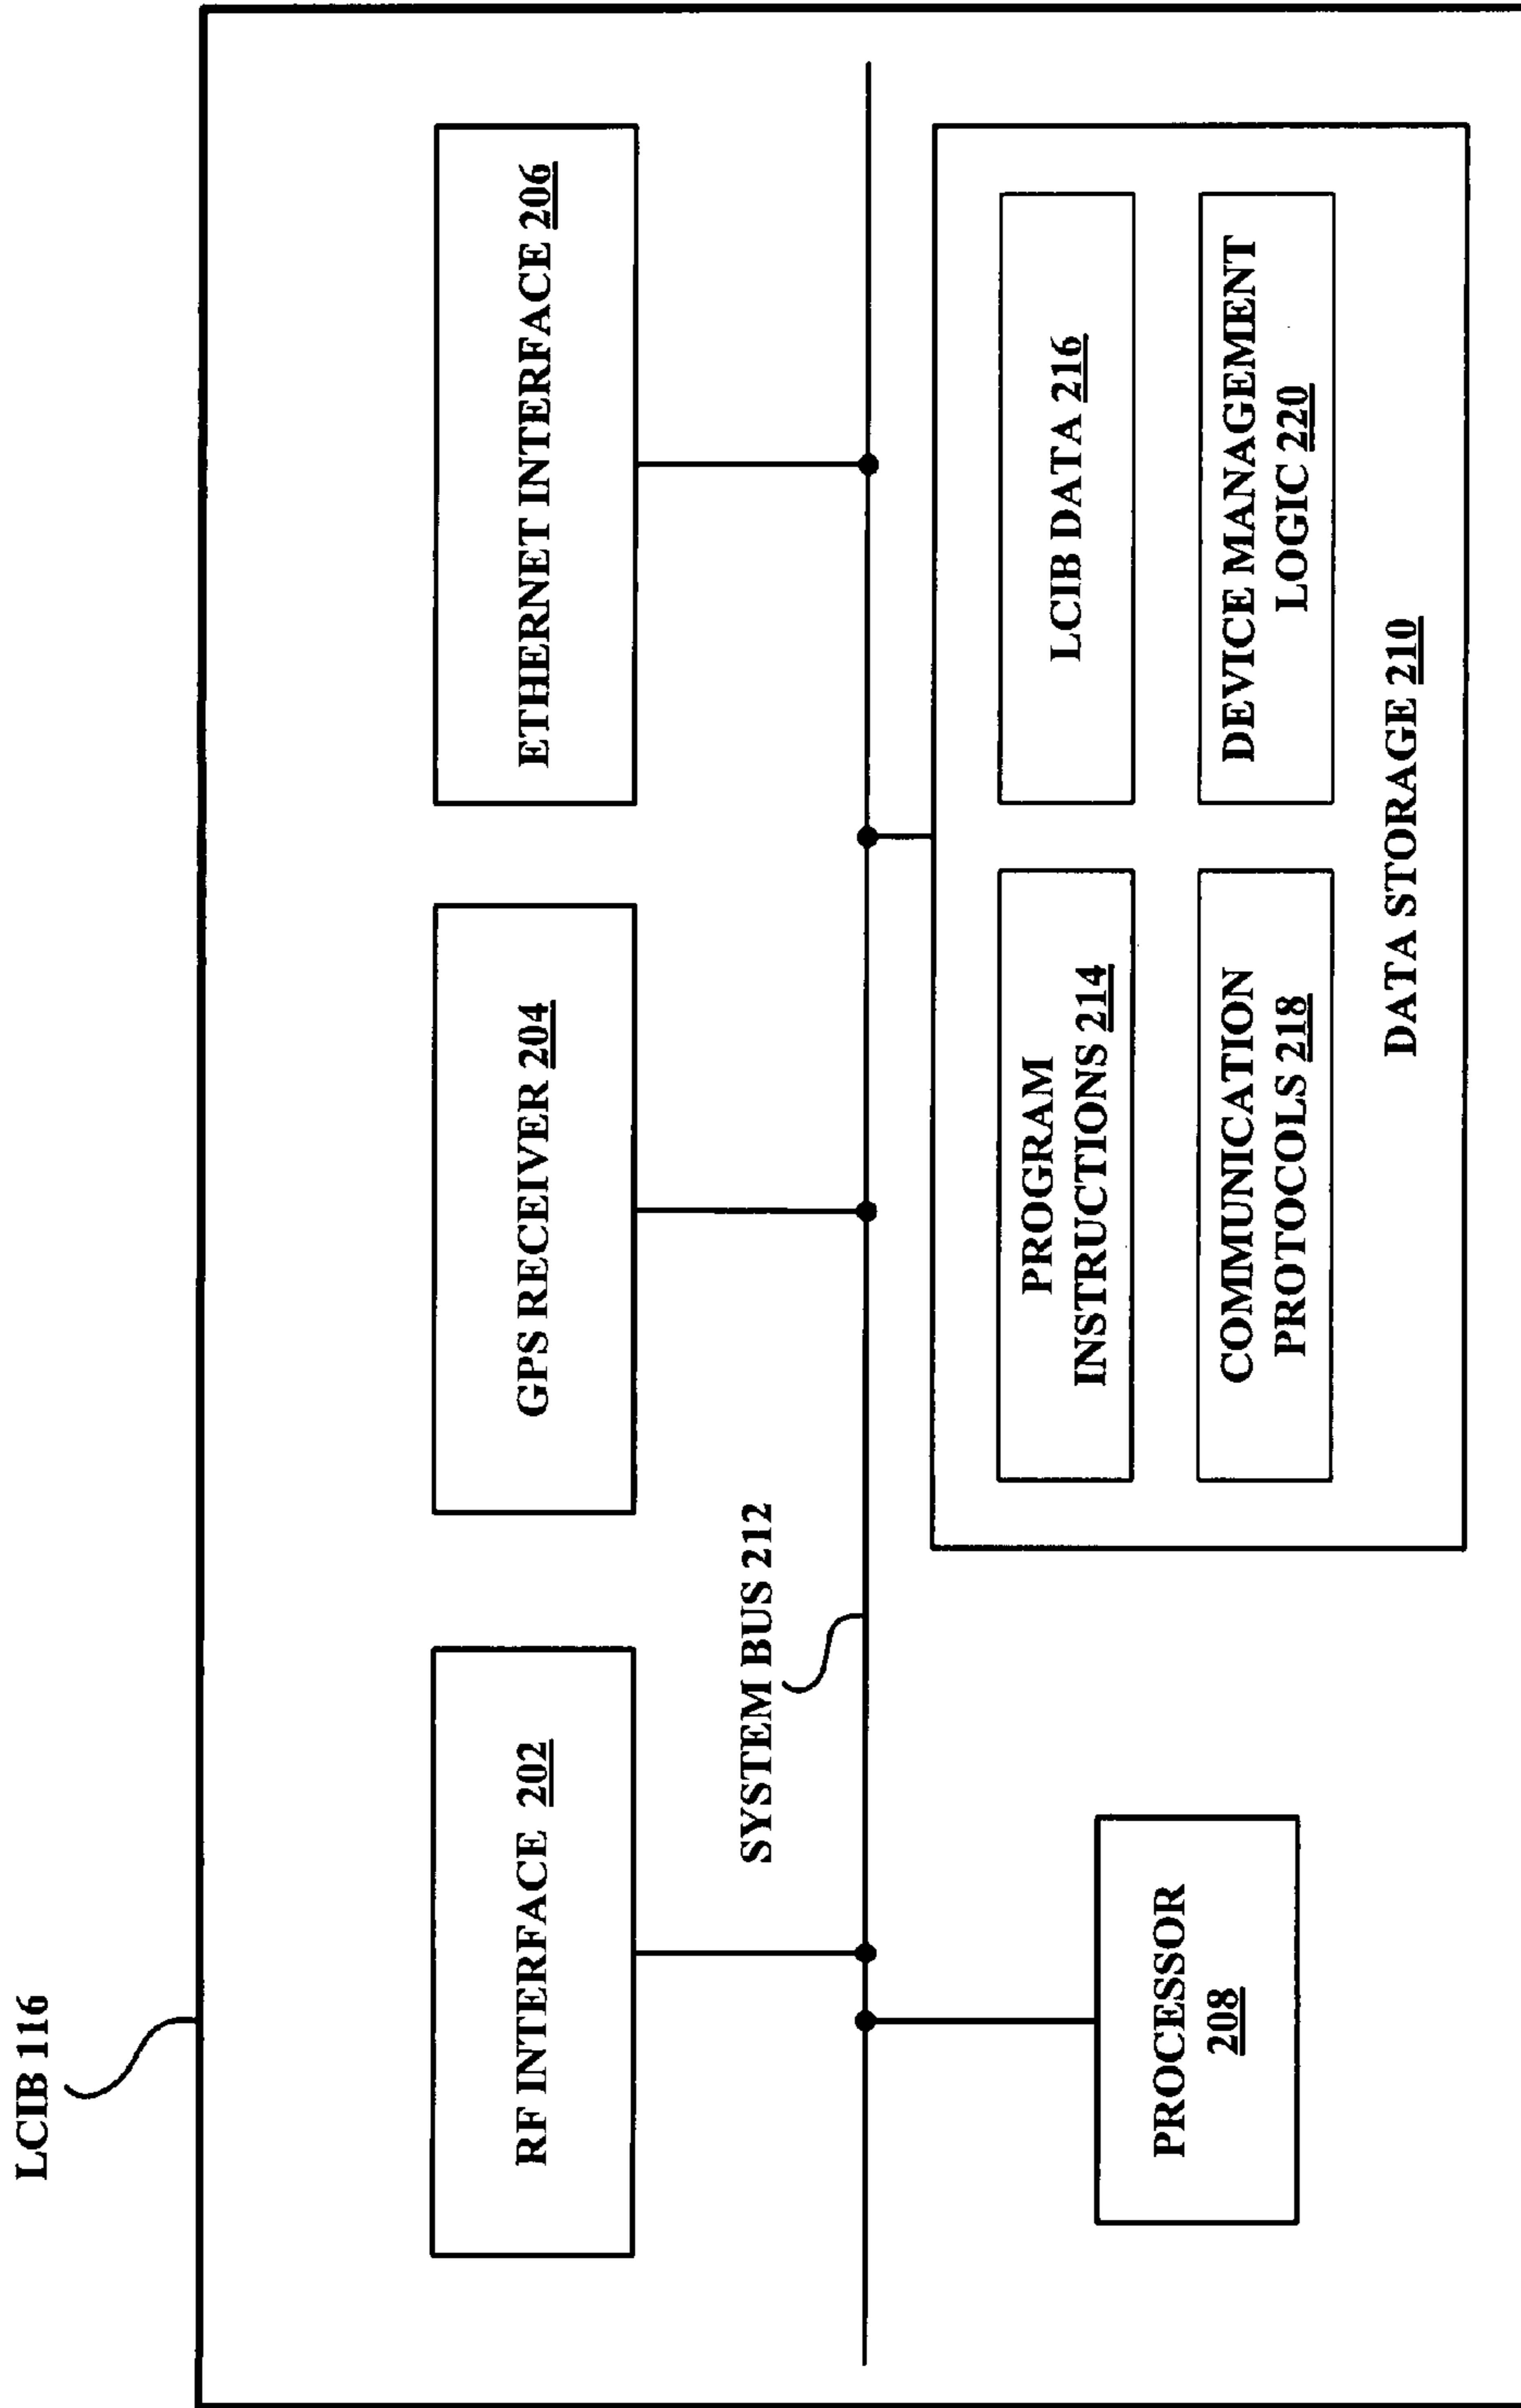 LCIB 116
RF INTERFACE 202
GPS RECEIVER 204
ETHERNET INTERFACE 206
SYSTEM BUS 212
PROCESSOR
208
PROGRAM
INSTRUCTIONS 214
LCIB DATA 216
COMMUNICATION
PROTOCOLS 218
DEVICE MANAGEMENT
LOGIC 220
DATA STORAGE 210